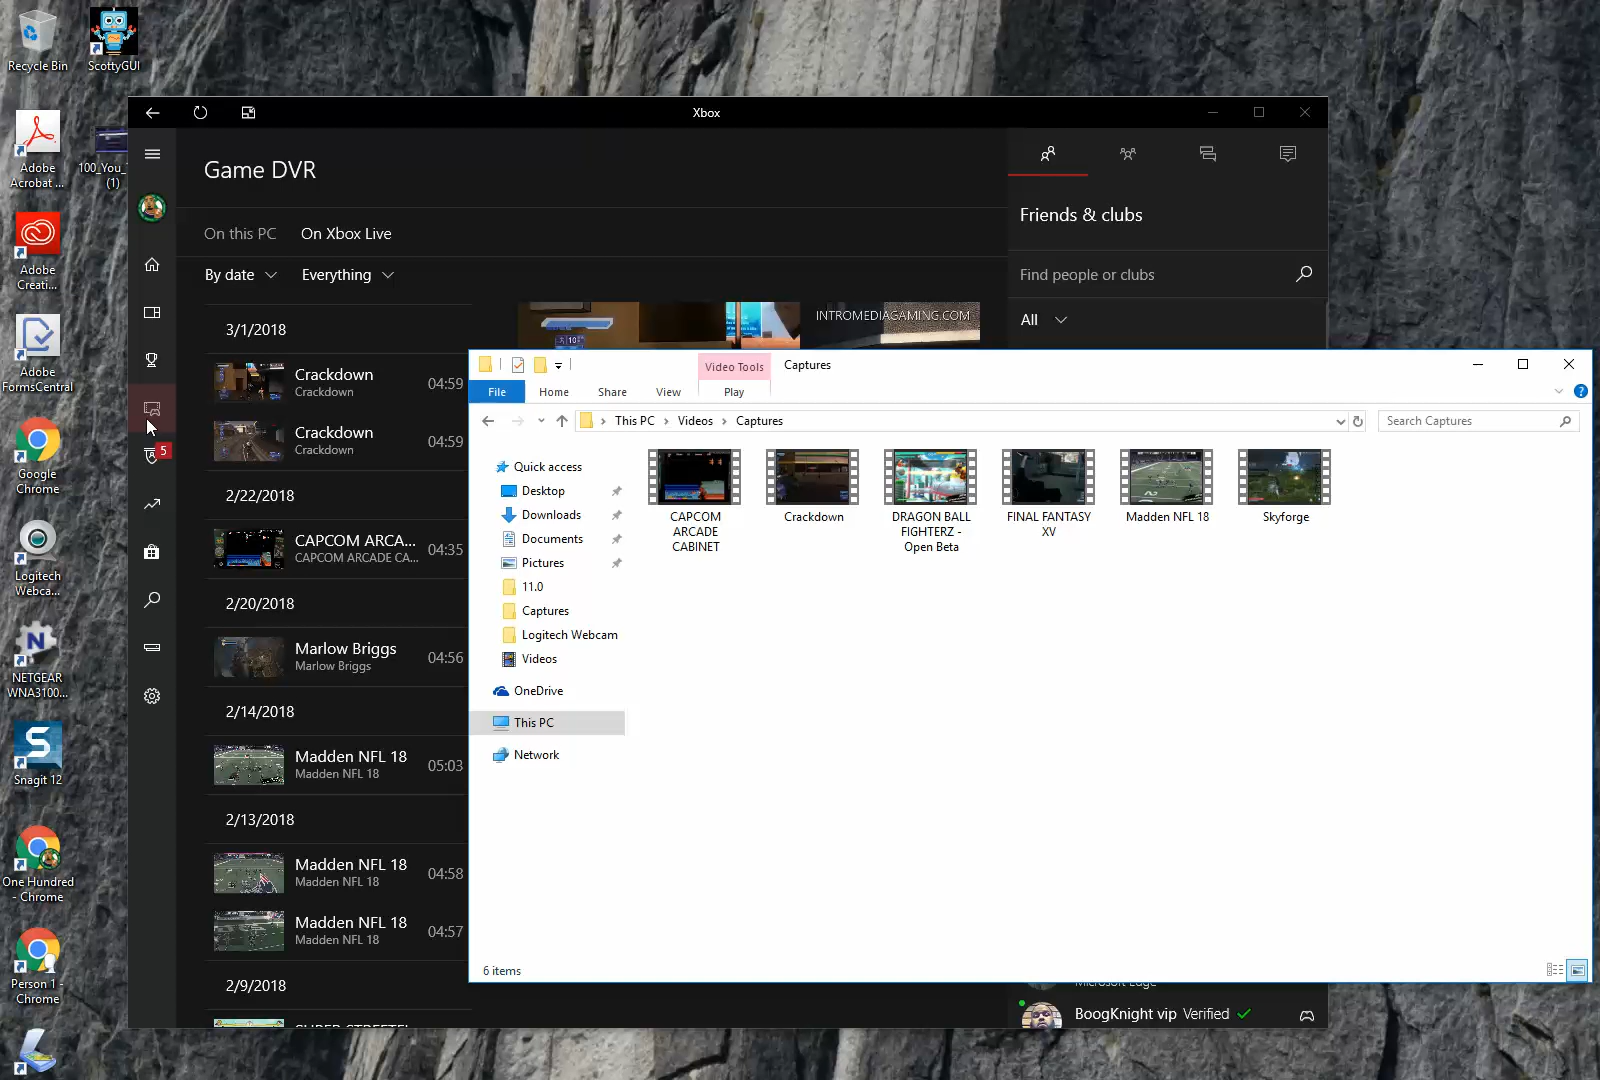 Recycle Bin
ScottyGUI
Adobe
Acrobat ...
100_You_
(1)
Adobe
Creati...
Adobe
FormsCentral
Google
Chrome
Logitech
Webca...
NETGEAR
WNA3100...
Snagit 12
One Hundred
- Chrome
Person 1 -
Chrome
Xbox
Game DVR
On this PC
On Xbox Live
By date
Everything
3/1/2018
Crackdown
Crackdown
04:59
Crackdown
Crackdown
04:59
2/22/2018
CAPCOM ARCA...
CAPCOM ARCADE CA...
04:35
2/20/2018
Marlow Briggs
Marlow Briggs
04:56
2/14/2018
Madden NFL 18
Madden NFL 18
05:03
2/13/2018
Madden NFL 18
Madden NFL 18
04:58
Madden NFL 18
Madden NFL 18
04:57
2/9/2018
5
INTROMEDIAGAMING.COM
Friends & clubs
Find people or clubs
All
Video Tools
Captures
File
Home
Share
View
Play
This PC
Videos
Captures
Search Captures
Quick access
Desktop
Downloads
Documents
Pictures
11.0
Captures
Logitech Webcam
Videos
OneDrive
This PC
Network
CAPCOM
ARCADE
CABINET
Crackdown
DRAGON BALL
FIGHTERZ -
Open Beta
FINAL FANTASY
XV
Madden NFL 18
Skyforge
6 items
Microsoft Edge
BoogKnight vip Verified